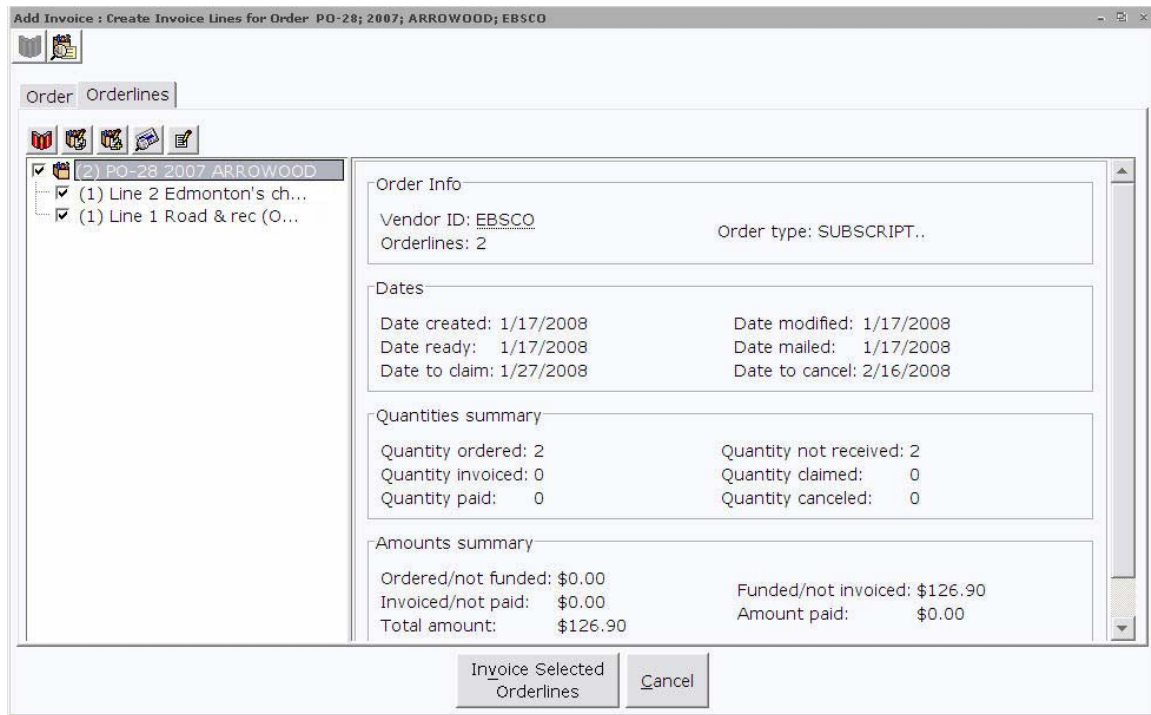 Add Invoice : Create Invoice Lines for Order PO-28; 2007; ARROWOOD; EBSCO
Order Orderlines
(2) PO-28 2007 ARROWOOD
(1) Line 2 Edmonton's ch...
(1) Line 1 Road & rec (O...
Order Info
Vendor ID: EBSCO
Orderlines: 2
Order type: SUBSCRIPT..
Dates
Date created: 1/17/2008 Date modified: 1/17/2008
Date ready: 1/17/2008 Date mailed: 1/17/2008
Date to claim: 1/27/2008 Date to cancel: 2/16/2008
Quantities summary
Quantity ordered: 2 Quantity not received: 2
Quantity invoiced: 0 Quantity claimed: 0
Quantity paid: 0 Quantity canceled: 0
Amounts summary
Ordered/not funded: $0.00
Invoiced/not paid: $0.00
Total amount: $126.90
Funded/not invoiced: $126.90
Amount paid: $0.00
Invoice Selected
Orderlines
Cancel